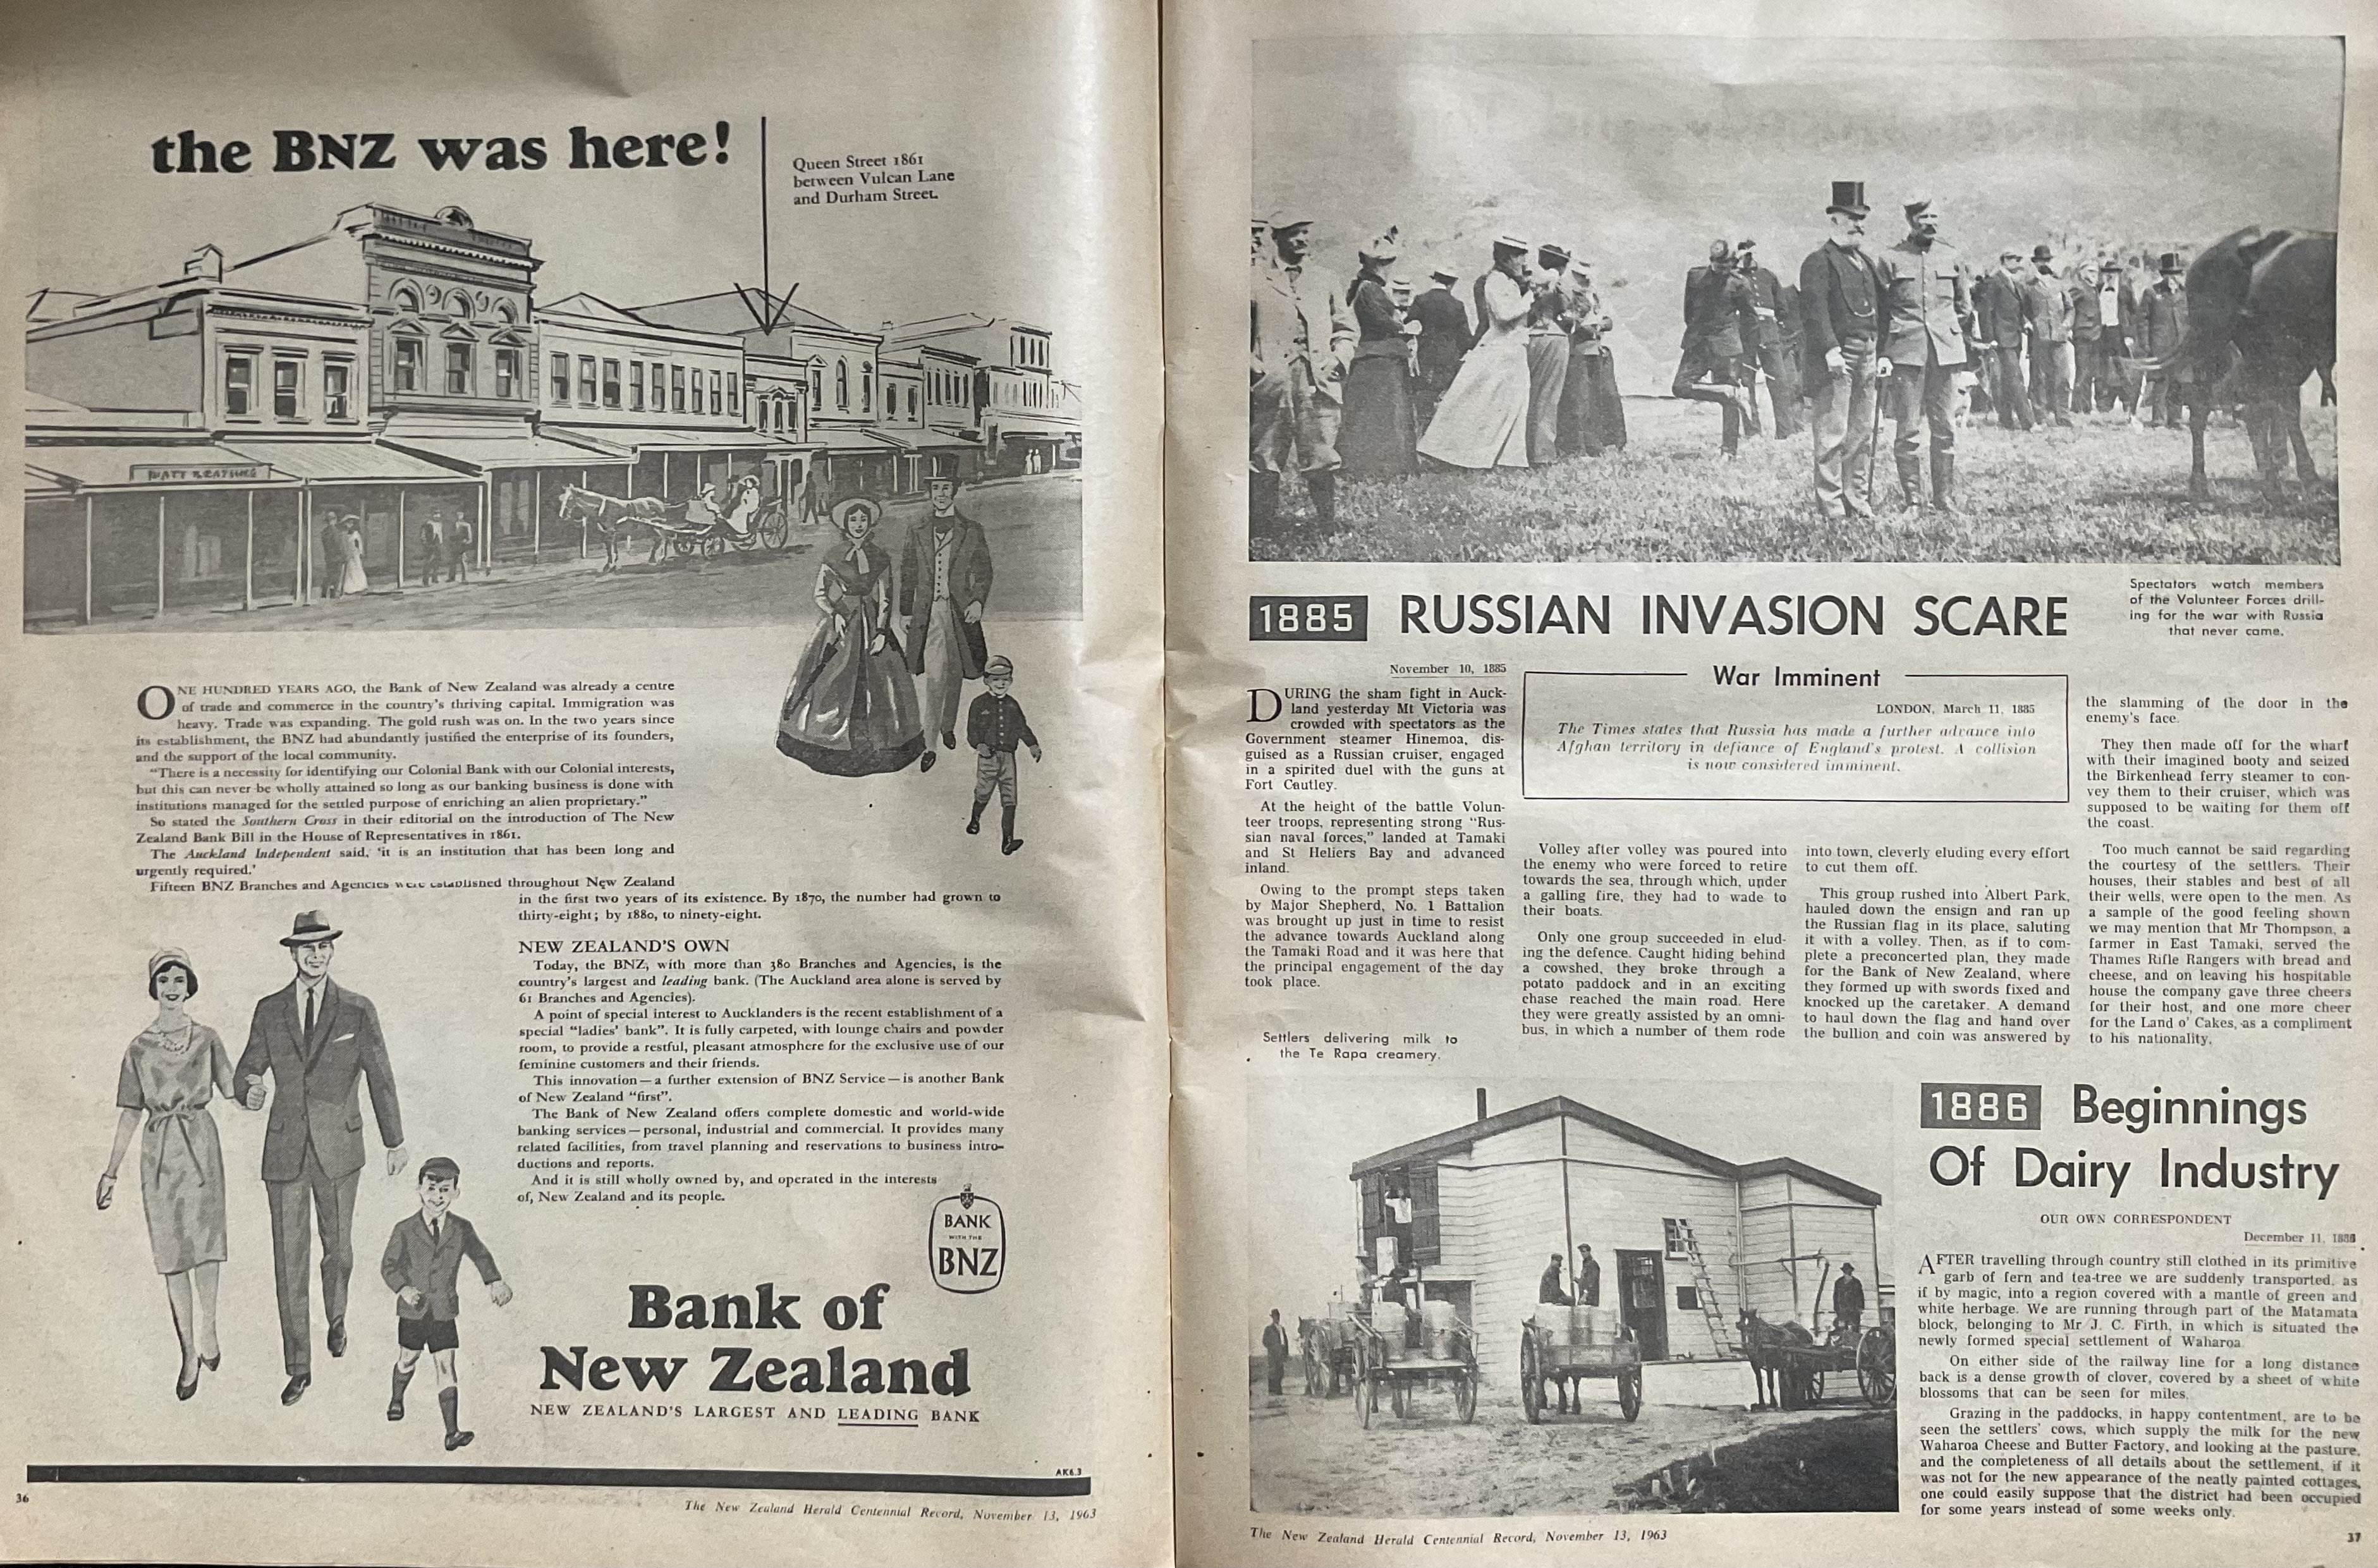 the BNZ was here!
Queen Street 1861
between Vulcan Lane
and Durham Street.
ONE HUNDRED YEARS AGO, the Bank of New Zealand was already a centre
of trade and commerce in the country's thriving capital. Immigration was
heavy. Trade was expanding. The gold rush was on. In the two years since
its establishment, the BNZ had abundantly justified the enterprise of its founders,
and the support of the local community.
"There is a necessity for identifying our Colonial Bank with our Colonial interests,
but this can never be wholly attained so long as our banking business is done with
institutions managed for the settled purpose of enriching an alien proprietary."
So stated the Southern Cross in their editorial on the introduction of The New
Zealand Bank Bill in the House of Representatives in 1861.
The Auckland Independent said, 'it is an institution that has been long and
urgently required.'
Fifteen BNZ Branches and Agencies were established throughout New Zealand
in the first two years of its existence. By 1870, the number had grown to
thirty-eight; by 1880, to ninety-eight.
NEW ZEALAND'S OWN
Today, the BNZ, with more than 380 Branches and Agencies, is the
country's largest and leading bank. (The Auckland area alone is served by
61 Branches and Agencies).
A point of special interest to Aucklanders is the recent establishment of a
special "ladies' bank". It is fully carpeted, with lounge chairs and powder
room, to provide a restful, pleasant atmosphere for the exclusive use of our
feminine customers and their friends.
This innovation — a further extension of BNZ Service — is another Bank
of New Zealand "first".
The Bank of New Zealand offers complete domestic and world-wide
banking services — personal, industrial and commercial. It provides many
related facilities, from travel planning and reservations to business intro-
ductions and reports.
And it is still wholly owned by, and operated in the interests
of, New Zealand and its people.
BANK
WITH THE
BNZ
Bank of
New Zealand
NEW ZEALAND'S LARGEST AND LEADING BANK
AK6.3
36
The New Zealand Herald Centennial Record, November 13, 1963
1885 RUSSIAN INVASION SCARE
Spectators watch members
of the Volunteer Forces drill-
ing for the war with Russia
that never came.
November 10, 1885
DURING the sham fight in Auck-
land yesterday Mt Victoria was
crowded with spectators as the
Government steamer Hinemoa, dis-
guised as a Russian cruiser, engaged
in a spirited duel with the guns at
Fort Cautley.
At the height of the battle Volun-
teer troops, representing strong "Rus-
sian naval forces," landed at Tamaki
and St Heliers Bay and advanced
inland.
Owing to the prompt steps taken
by Major Shepherd, No. 1 Battalion
was brought up just in time to resist
the advance towards Auckland along
the Tamaki Road and it was here that
the principal engagement of the day
took place.
War Imminent
LONDON, March 11, 1885
The Times states that Russia has made a further advance into
Afghan territory in defiance of England's protest. A collision
is now considered imminent.
Volley after volley was poured into
the enemy who were forced to retire
towards the sea, through which, under
a galling fire, they had to wade to
their boats.
Only one group succeeded in elud-
ing the defence. Caught hiding behind
a cowshed, they broke through a
potato paddock and in an exciting
chase reached the main road. Here
they were greatly assisted by an omni-
bus, in which a number of them rode
into town, cleverly eluding every effort
to cut them off.
This group rushed into Albert Park,
hauled down the ensign and ran up
the Russian flag in its place, saluting
it with a volley. Then, as if to com-
plete a preconcerted plan, they made
for the Bank of New Zealand, where
they formed up with swords fixed and
knocked up the caretaker. A demand
to haul down the flag and hand over
the bullion and coin was answered by
the slamming of the door in the
enemy's face.
They then made off for the wharf
with their imagined booty and seized
the Birkenhead ferry steamer to con-
vey them to their cruiser, which was
supposed to be waiting for them off
the coast.
Too much cannot be said regarding
the courtesy of the settlers. Their
houses, their stables and best of all
their wells, were open to the men. As
a sample of the good feeling shown
we may mention that Mr Thompson, a
farmer in East Tamaki, served the
Thames Rifle Rangers with bread and
cheese, and on leaving his hospitable
house the company gave three cheers
for their host, and one more cheer
for the Land o' Cakes, as a compliment
to his nationality.
Settlers delivering milk to
the Te Rapa creamery.
1886 Beginnings
Of Dairy Industry
OUR OWN CORRESPONDENT
December 11, 1886
AFTER travelling through country still clothed in its primitive
garb of fern and tea-tree we are suddenly transported, as
if by magic, into a region covered with a mantle of green and
white herbage. We are running through part of the Matamata
block, belonging to Mr J. C. Firth, in which is situated the
newly formed special settlement of Waharoa.
On either side of the railway line for a long distance
back is a dense growth of clover, covered by a sheet of white
blossoms that can be seen for miles.
Grazing in the paddocks, in happy contentment, are to be
seen the settlers' cows, which supply the milk for the new
Waharoa Cheese and Butter Factory, and looking at the pasture,
and the completeness of all details about the settlement, if it
was not for the new appearance of the neatly painted cottages,
one could easily suppose that the district had been occupied
for some years instead of some weeks only.
The New Zealand Herald Centennial Record, November 13, 1963
37